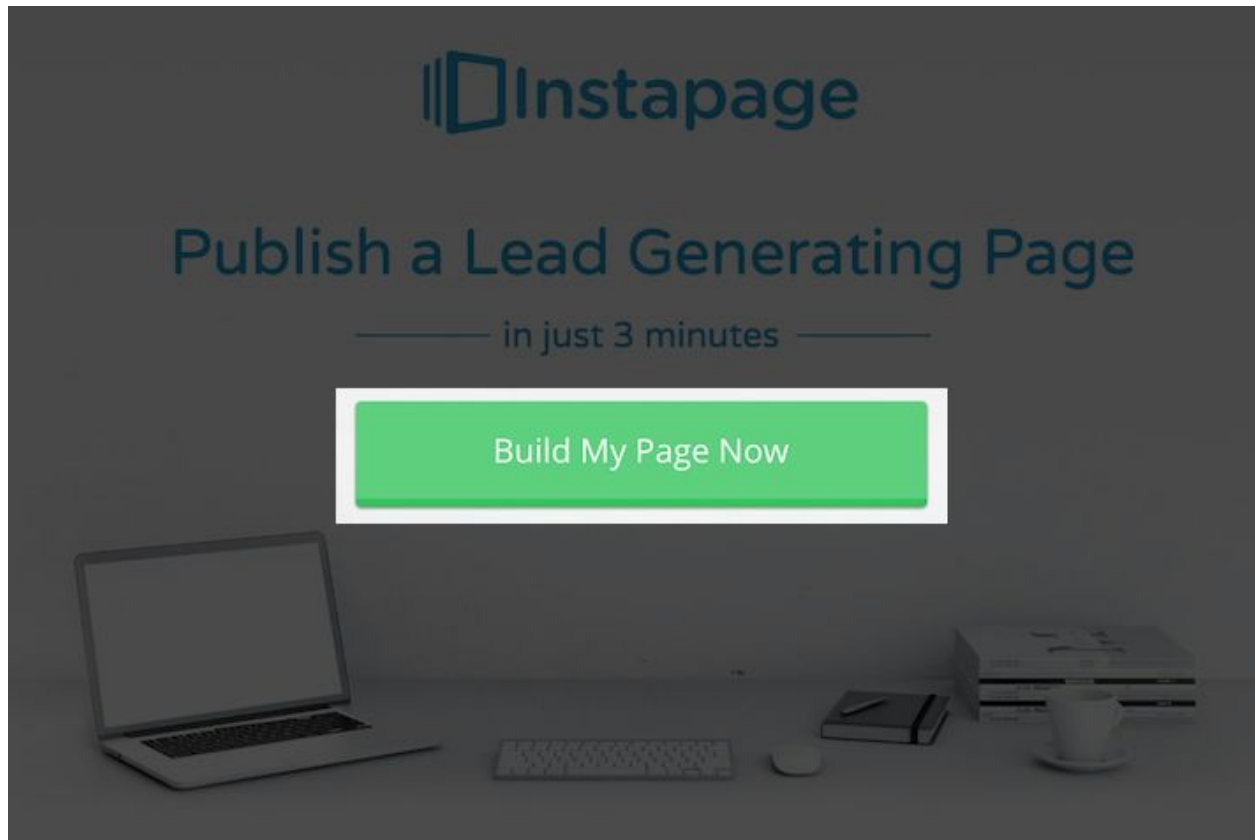 Instapage
Publish a Lead Generating Page
in just 3 minutes
Build My Page Now